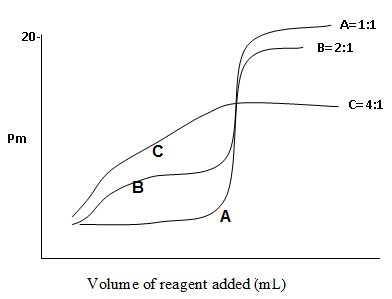 A=1:1
20-
B=2:1
C=4:1
C
Pm
B
A
Volume of reagent added (mL)